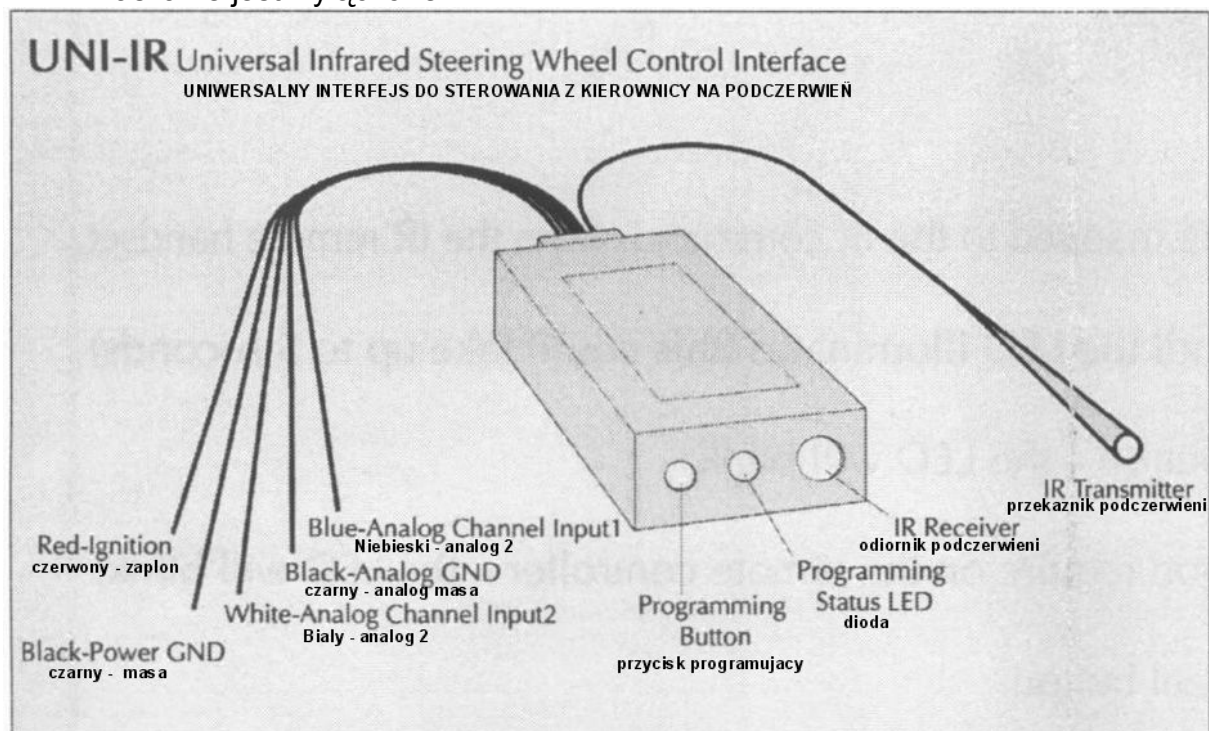 UNI-IR Universal Infrared Steering Wheel Control Interface
UNIWERSALNY INTERFEJS DO STEROWANIA Z KIEROWNICY NA PODCZERWIEŃ
IR Transmitter
przekaznik podczerwieni
Blue-Analog Channel Input1
Niebieski - analog 2
IR Receiver
odiornik podczerwieni
Red-Ignition
czerwony - zaplon
Black-Analog GND
czarny - analog masa
Programming
Status LED
dioda
White-Analog Channel Input2
Bialy - analog 2
Programming
Button
przycisk programujacy
Black-Power GND
czarny - masa